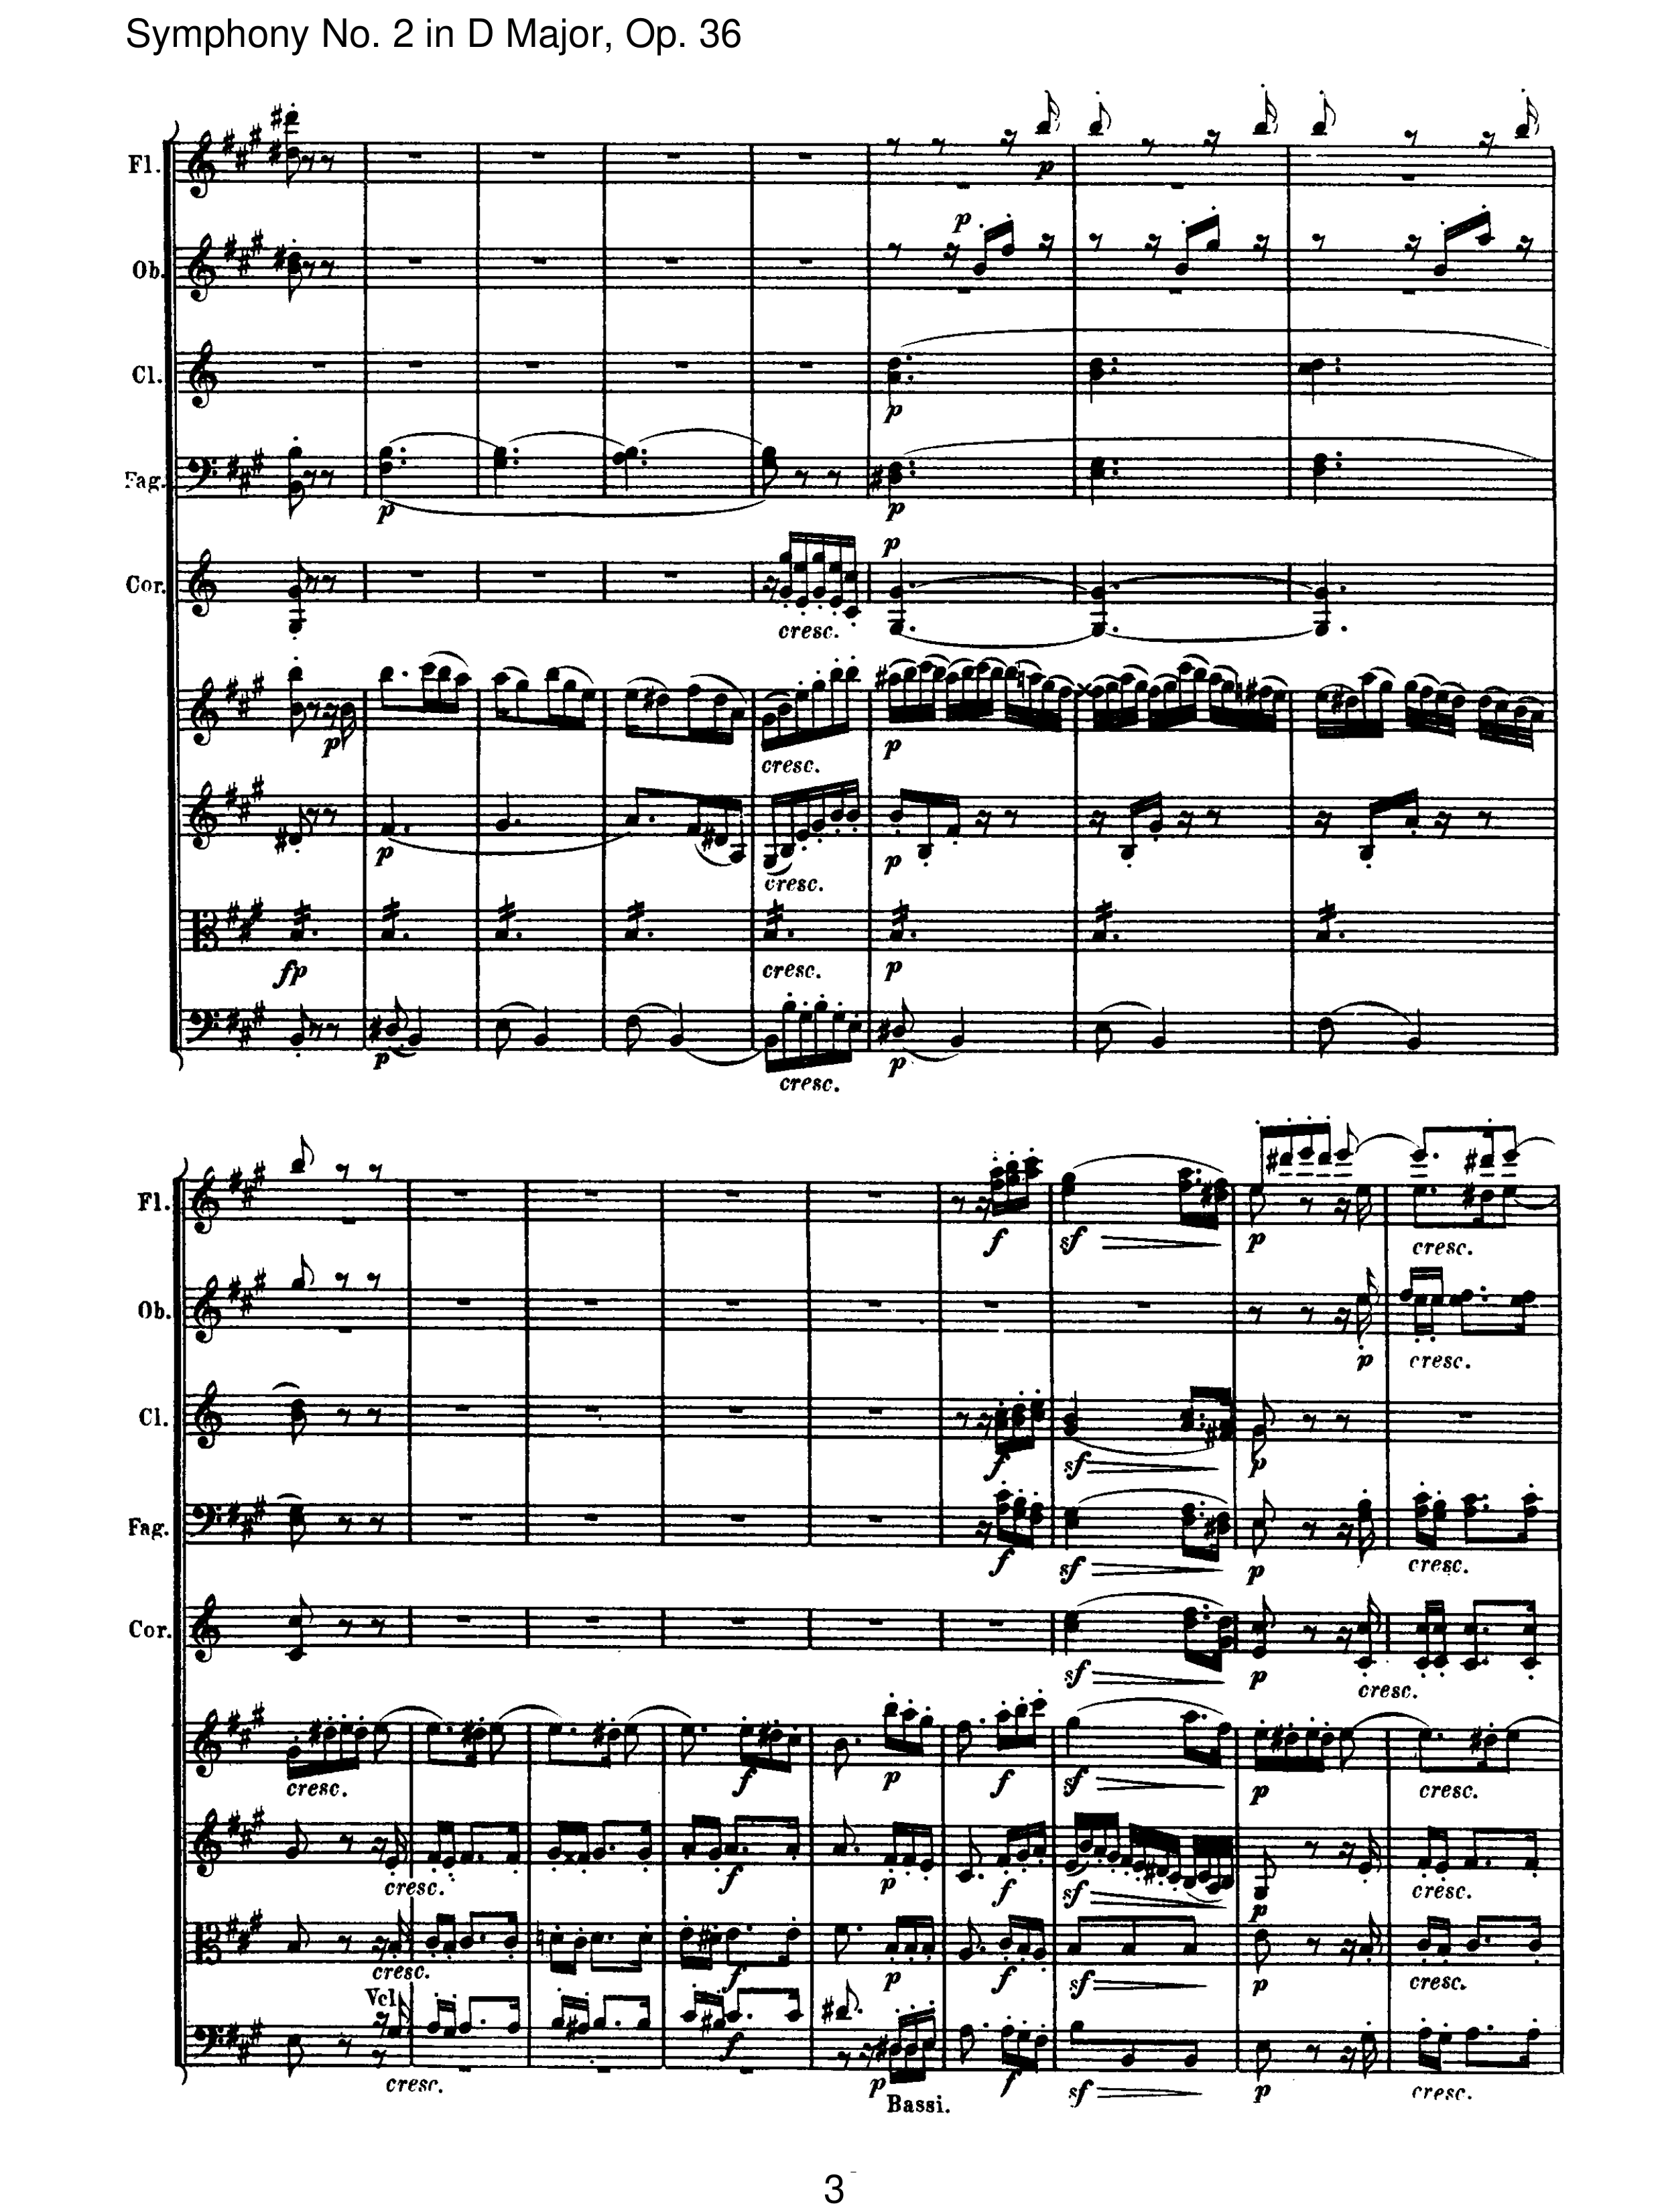 Symphony No. 2 in D Major, Op. 36
Fl.
p
p
Ob.
Cl.
p
Fag.
p
p
p
Cor.
cresc.
p
cresc.
p
p
cresc.
p
fp
cresc.
p
p
cresc.
p
Fl.
f
sf
p
cresc.
Ob.
p
cresc.
Cl.
f
sf
p
Fag.
f
sf
p
cresc.
Cor.
sf
p
cresc.
cresc.
f
p
f
sf
p
cresc.
cresc.
f
p
f
sf
p
cresc.
cresc.
f
p
f
sf
p
cresc.
Vcl.
cresc.
f
p
f
sf
p
cresc.
Bassi.
3